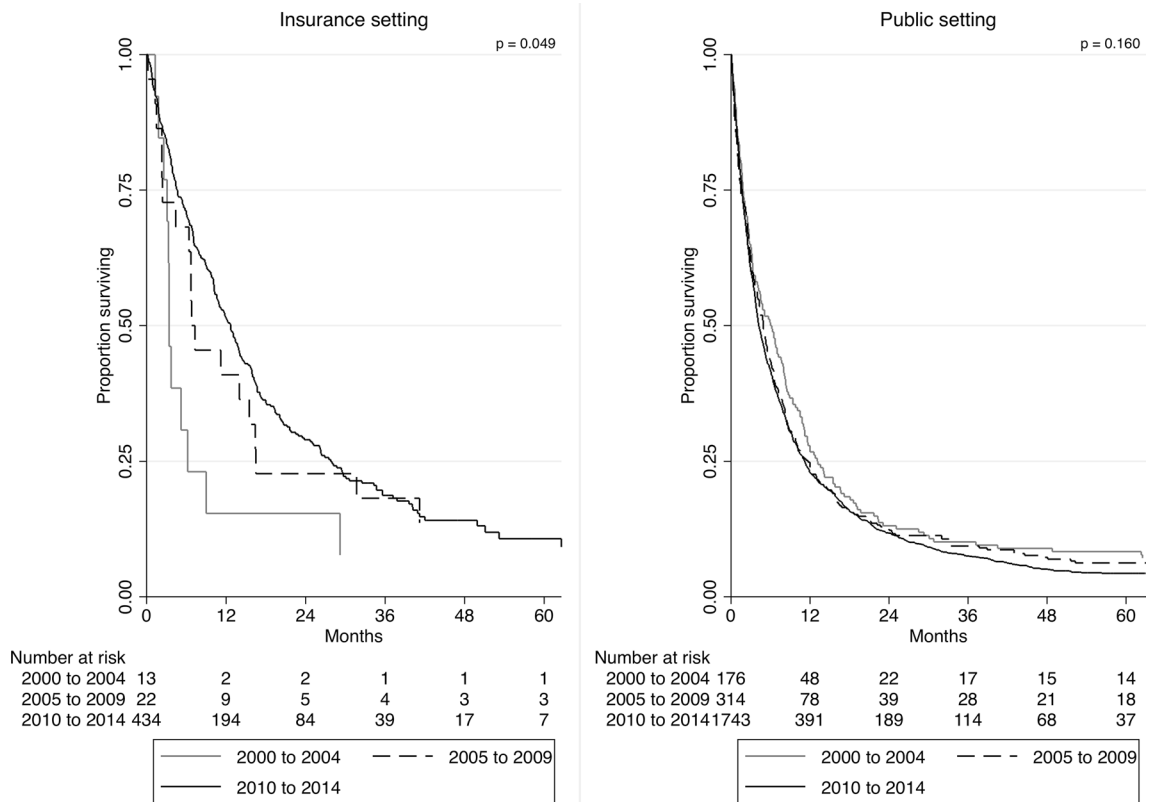 Insurance setting
p = 0.049
1.00
0.75
0.50
0.25
0.00
Proportion surviving
0 12 24 36 48 60
Months
Number at risk
2000 to 2004 13 2 2 1 1 1
2005 to 2009 22 9 5 4 3 3
2010 to 2014 434 194 84 39 17 7
2000 to 2004 2005 to 2009
2010 to 2014
Public setting
p = 0.160
1.00
0.75
0.50
0.25
0.00
Proportion surviving
0 12 24 36 48 60
Months
Number at risk
2000 to 2004 176 48 22 17 15 14
2005 to 2009 314 78 39 28 21 18
2010 to 2014 1743 391 189 114 68 37
2000 to 2004 2005 to 2009
2010 to 2014